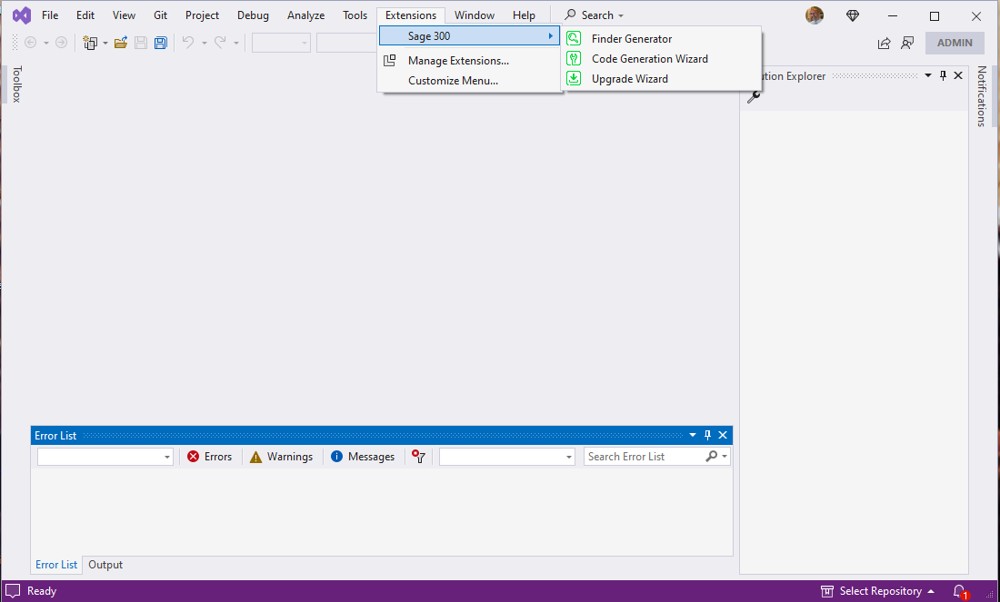 File Edit View Git Project Debug Analyze Tools Extensions Window Help Search
ADMIN
Sage 300
Manage Extensions...
Customize Menu...
Finder Generator
Code Generation Wizard
Upgrade Wizard
Toolbox
ution Explorer
Notifications
Error List
Errors Warnings Messages Search Error List
Error List Output
Ready Select Repository 1